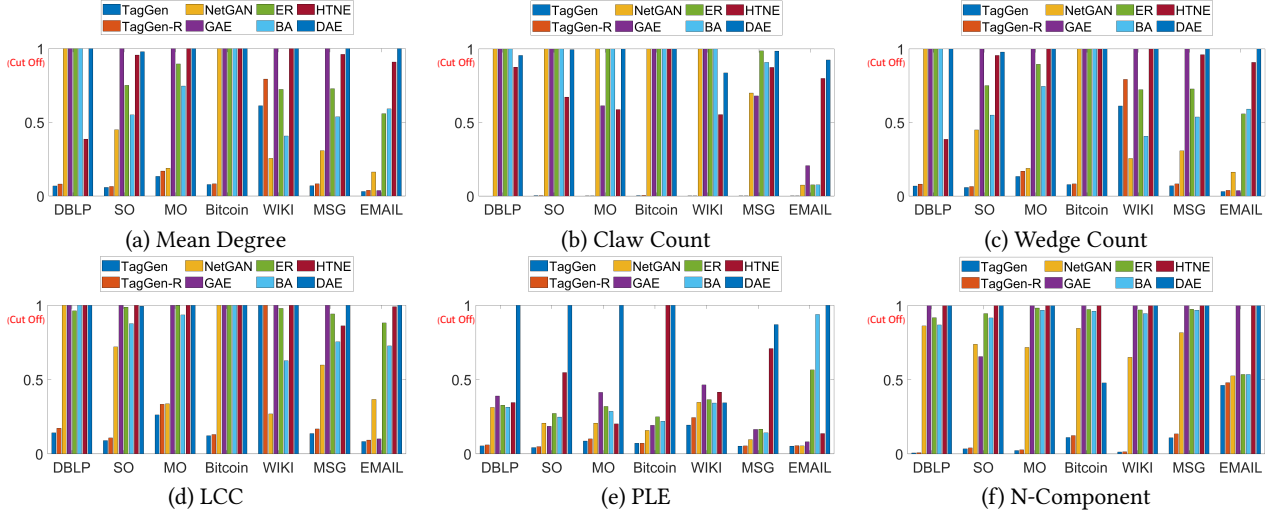 TagGen NetGAN ER HTNE
TagGen-R GAE BA DAE
1
(Cut Off)
0.5
0
DBLP SO MO Bitcoin WIKI MSG EMAIL
(a) Mean Degree
TagGen NetGAN ER HTNE
TagGen-R GAE BA DAE
1
(Cut Off)
0.5
0
DBLP SO MO Bitcoin WIKI MSG EMAIL
(b) Claw Count
TagGen NetGAN ER HTNE
TagGen-R GAE BA DAE
1
(Cut Off)
0.5
0
DBLP SO MO Bitcoin WIKI MSG EMAIL
(c) Wedge Count
TagGen NetGAN ER HTNE
TagGen-R GAE BA DAE
1
(Cut Off)
0.5
0
DBLP SO MO Bitcoin WIKI MSG EMAIL
(d) LCC
TagGen NetGAN ER HTNE
TagGen-R GAE BA DAE
1
(Cut Off)
0.5
0
DBLP SO MO Bitcoin WIKI MSG EMAIL
(e) PLE
TagGen NetGAN ER HTNE
TagGen-R GAE BA DAE
1
(Cut Off)
0.5
0
DBLP SO MO Bitcoin WIKI MSG EMAIL
(f) N-Component